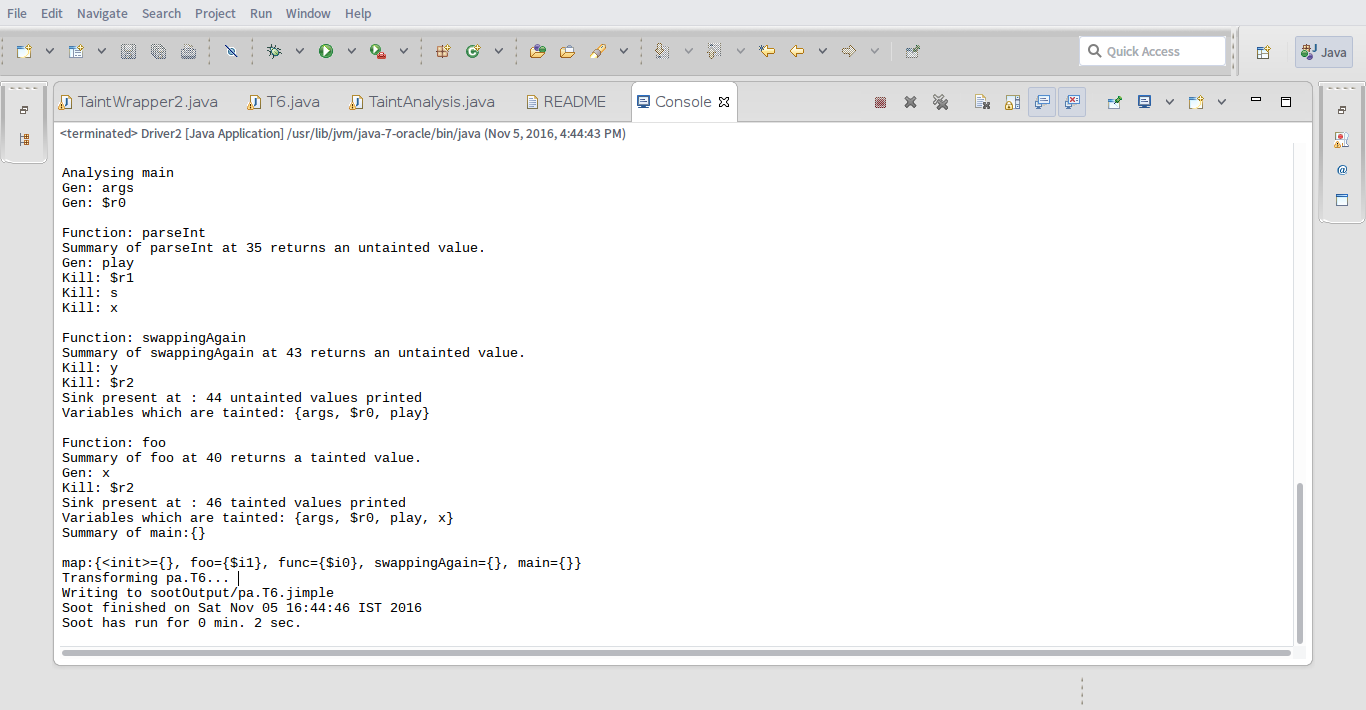 File Edit Navigate Search Project Run Window Help
Quick Access
Java
TaintWrapper2.java T6.java TaintAnalysis.java README Console
<terminated> Driver2 [Java Application] /usr/lib/jvm/java-7-oracle/bin/java (Nov 5, 2016, 4:44:43 PM)
Analysing main
Gen: args
Gen: $r0
Function: parseInt
Summary of parseInt at 35 returns an untainted value.
Gen: play
Kill: $r1
Kill: s
Kill: x
Function: swappingAgain
Summary of swappingAgain at 43 returns an untainted value.
Kill: y
Kill: $r2
Sink present at : 44 untainted values printed
Variables which are tainted: {args, $r0, play}
Function: foo
Summary of foo at 40 returns a tainted value.
Gen: x
Kill: $r2
Sink present at : 46 tainted values printed
Variables which are tainted: {args, $r0, play, x}
Summary of main:{}
map:{<init>={}, foo={$i1}, func={$i0}, swappingAgain={}, main={}}
Transforming pa.T6...
Writing to sootOutput/pa.T6.jimple
Soot finished on Sat Nov 05 16:44:46 IST 2016
Soot has run for 0 min. 2 sec.